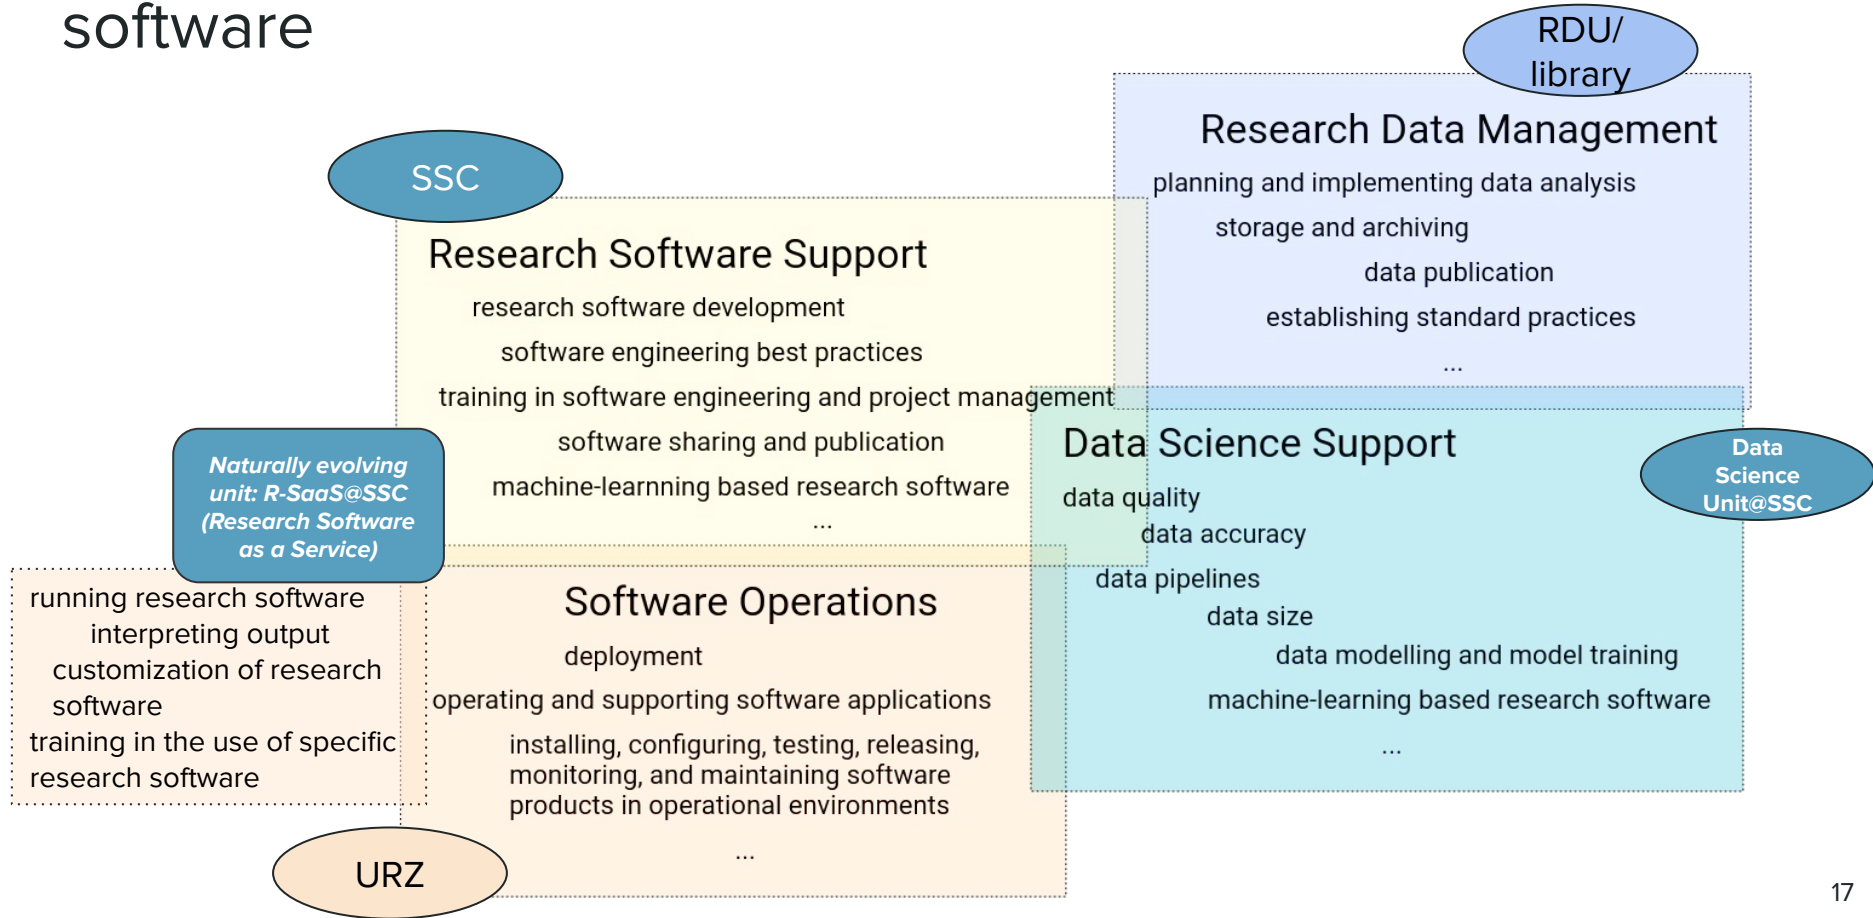 software
RDU/
library
Research Data Management
planning and implementing data analysis
storage and archiving
data publication
establishing standard practices
...
SSC
Research Software Support
research software development
software engineering best practices
training in software engineering and project management
software sharing and publication
machine-learnning based research software
...
Data Science Support
data quality
data accuracy
data pipelines
data size
data modelling and model training
machine-learning based research software
...
Data
Science
Unit@SSC
Naturally evolving
unit: R-SaaS@SSC
(Research Software
as a Service)
running research software
interpreting output
customization of research
software
training in the use of specific
research software
Software Operations
deployment
operating and supporting software applications
installing, configuring, testing, releasing,
monitoring, and maintaining software
products in operational environments
...
URZ
17